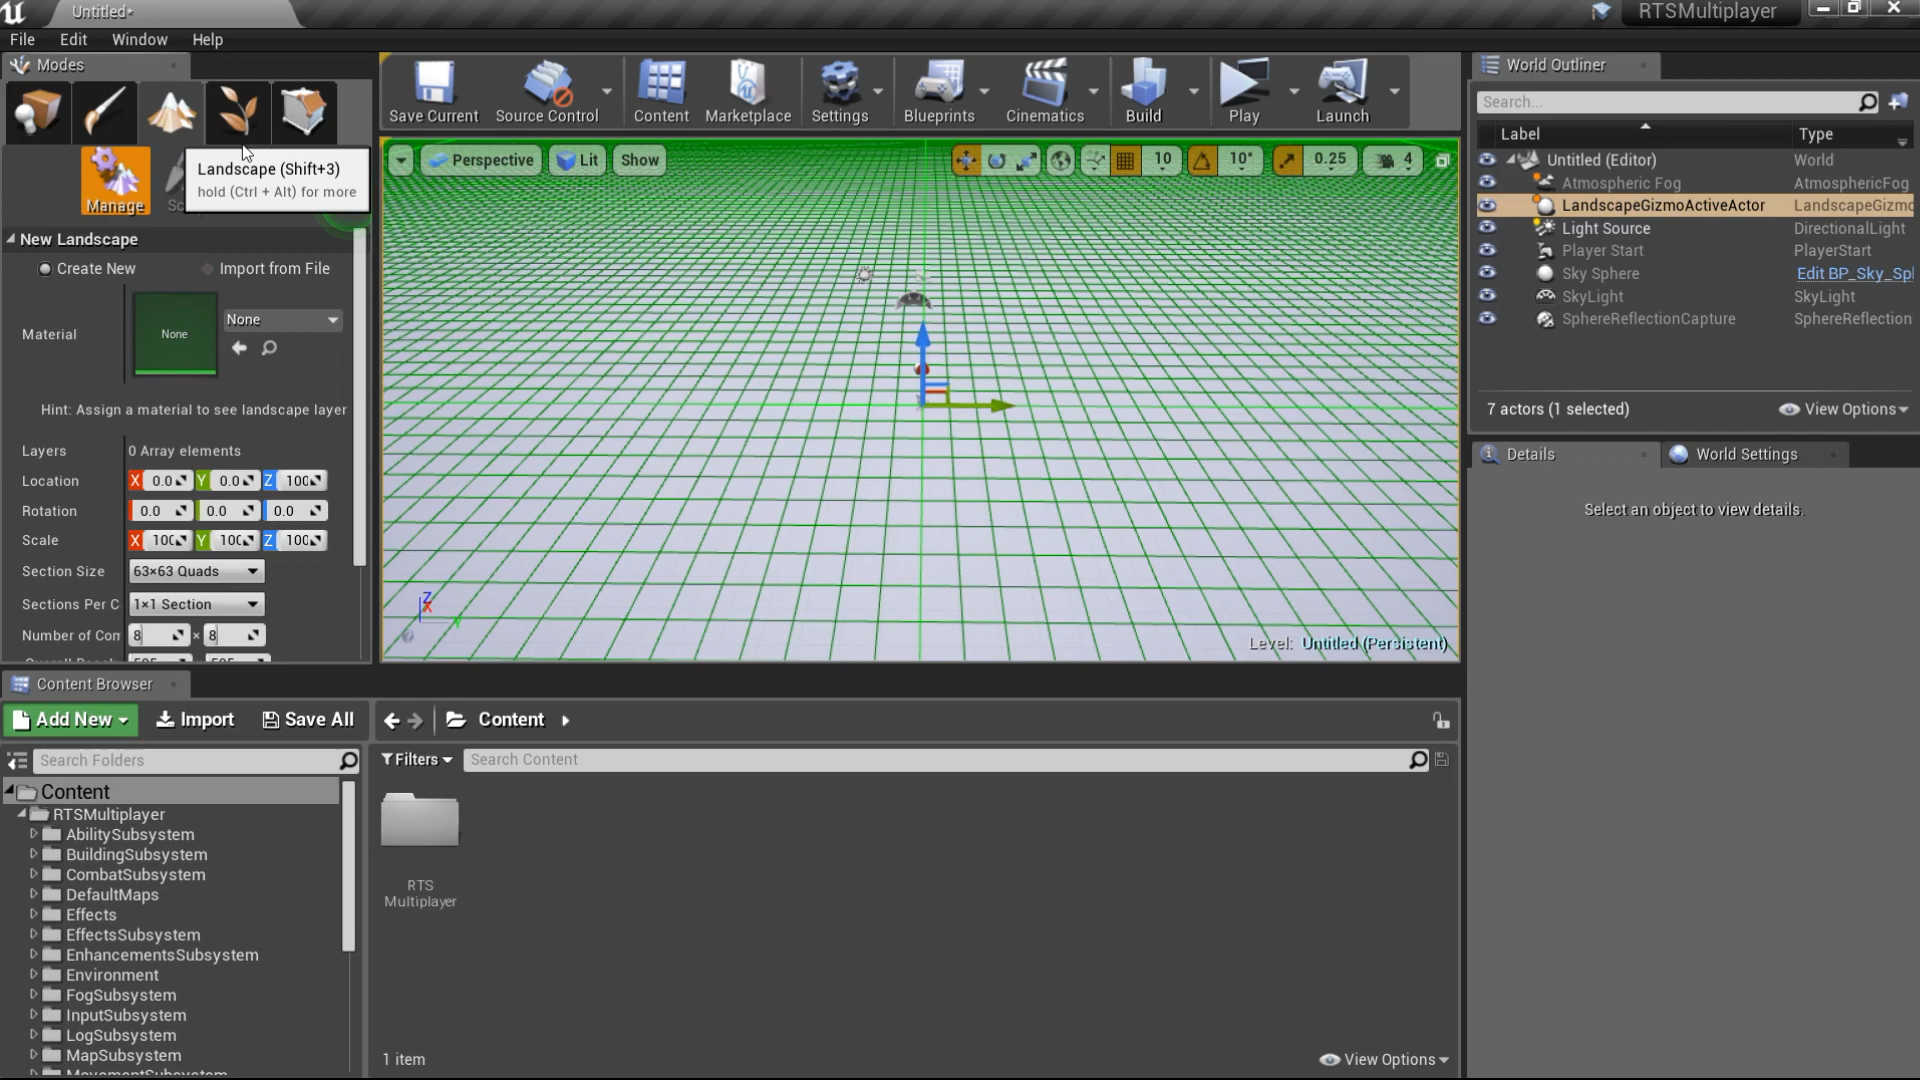 Untitled*
RTSMultiplayer
File Edit Window Help
Modes
Landscape (Shift+3)
hold (Ctrl + Alt) for more
Manage
New Landscape
Create New Import from File
Material None None
Hint: Assign a material to see landscape layer
Layers 0 Array elements
Location X 0.0 Y 0.0 Z 100
Rotation 0.0 0.0 0.0
Scale X 100 Y 100 Z 100
Section Size 63×63 Quads
Sections Per C 1×1 Section
Number of Com 8 × 8
Save Current Source Control Content Marketplace Settings Blueprints Cinematics Build Play Launch
Perspective Lit Show 10 10° 0.25 4
Z
X
Y
Level: Untitled (Persistent)
World Outliner
Search...
Label Type
Untitled (Editor) World
Atmospheric Fog AtmosphericFog
LandscapeGizmoActiveActor LandscapeGizmo
Light Source DirectionalLight
Player Start PlayerStart
Sky Sphere Edit BP_Sky_Sp
SkyLight SkyLight
SphereReflectionCapture SphereReflection
7 actors (1 selected) View Options
Details World Settings
Select an object to view details.
Content Browser
Add New Import Save All Content
Search Folders
Filters Search Content
Content
RTSMultiplayer
AbilitySubsystem
BuildingSubsystem
CombatSubsystem
DefaultMaps
Effects
EffectsSubsystem
EnhancementsSubsystem
Environment
FogSubsystem
InputSubsystem
LogSubsystem
MapSubsystem
MovementSubsystem
RTS
Multiplayer
1 item View Options